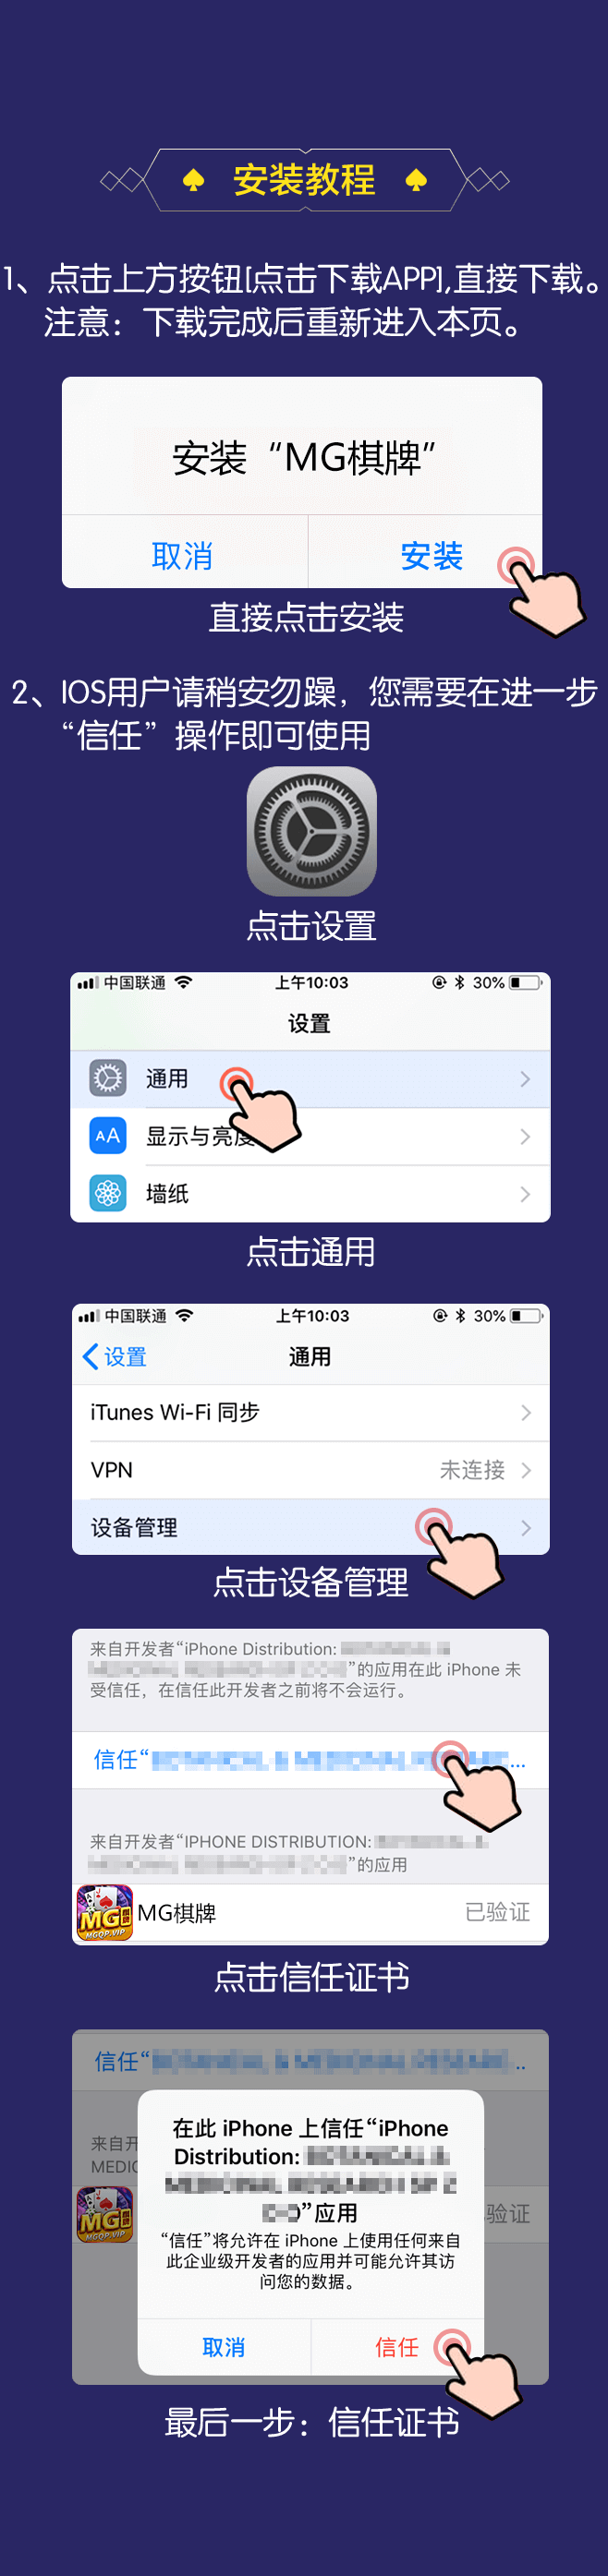 安装教程
1、点击上方按钮[点击下载APP],直接下载。
注意：下载完成后重新进入本页。
安装“MG棋牌”
取消 安装
直接点击安装
2、IOS用户请稍安勿躁，您需要在进一步
“信任”操作即可使用
点击设置
中国联通 上午10:03 30%
设置
通用
AA 显示与亮度
墙纸
点击通用
中国联通 上午10:03 30%
设置 通用
iTunes Wi-Fi 同步
VPN 未连接
设备管理
点击设备管理
来自开发者“iPhone Distribution:
”的应用在此 iPhone 未
受信任，在信任此开发者之前将不会运行。
信任“ ...
来自开发者“IPHONE DISTRIBUTION:
”的应用
MG MGQP.VIP MG棋牌 已验证
点击信任证书
信任“ ..
在此 iPhone 上信任“iPhone
Distribution:
”应用
来自开
MEDIC
MG MGQP.VIP 验证
“信任”将允许在 iPhone 上使用任何来自
此企业级开发者的应用并可能允许其访
问您的数据。
取消 信任
最后一步：信任证书